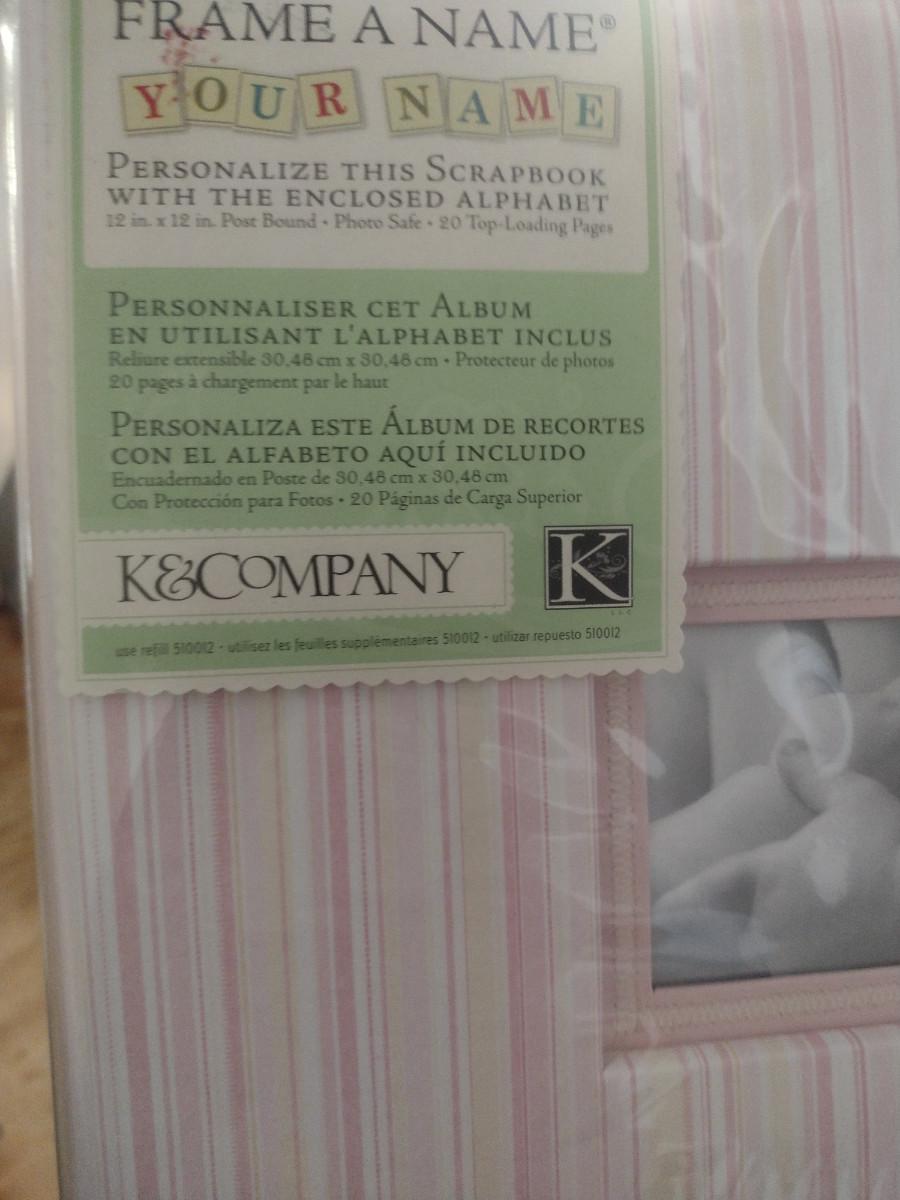 FRAME A NAME®
YOUR NAME
PERSONALIZE THIS SCRAPBOOK
WITH THE ENCLOSED ALPHABET
12 in. x 12 in. Post Bound • Photo Safe • 20 Top-Loading Pages
PERSONNALISER CET ALBUM
EN UTILISANT L'ALPHABET INCLUS
Reliure extensible 30,48 cm x 30,48 cm • Protecteur de photos
20 pages à chargement par le haut
PERSONALIZA ESTE ÁLBUM DE RECORTES
CON EL ALFABETO AQUÍ INCLUIDO
Encuadernado en Poste de 30,48 cm x 30,48 cm
Con Protección para Fotos • 20 Páginas de Carga Superior
K&COMPANY
K
LLC
use refill 510012 • utilisez les feuilles supplémentaires 510012 • utilizar repuesto 510012